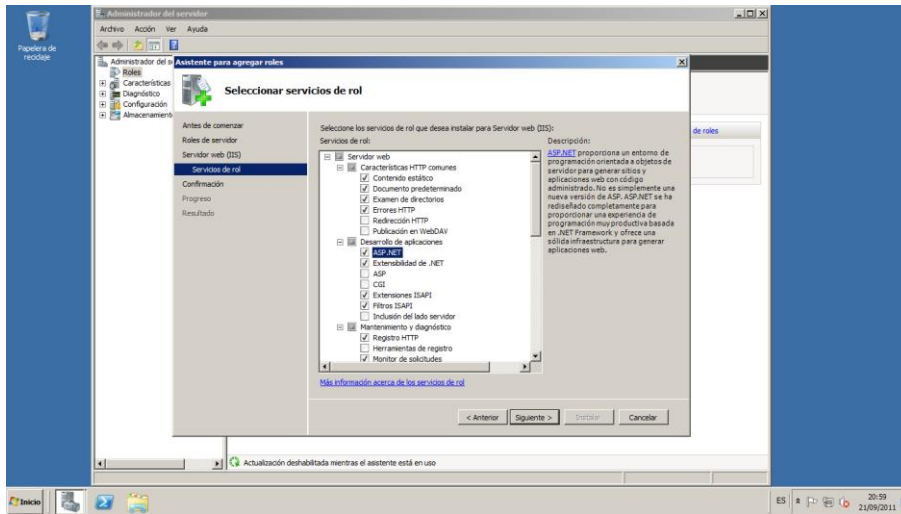 Papelera de
reciclaje
Administrador del servidor
Archivo Acción Ver Ayuda
Administrador del s
Roles
Características
Diagnóstico
Configuración
Almacenamient
Asistente para agregar roles
Seleccionar servicios de rol
Antes de comenzar
Roles de servidor
Servidor web (IIS)
Servicios de rol
Confirmación
Progreso
Resultado
Seleccione los servicios de rol que desea instalar para Servidor web (IIS):
Servicios de rol:
Servidor web
Características HTTP comunes
Contenido estático
Documento predeterminado
Examen de directorios
Errores HTTP
Redirección HTTP
Publicación en WebDAV
Desarrollo de aplicaciones
ASP.NET
Extensibilidad de .NET
ASP
CGI
Extensiones ISAPI
Filtros ISAPI
Inclusión del lado servidor
Mantenimiento y diagnóstico
Registro HTTP
Herramientas de registro
Monitor de solicitudes
Descripción:
ASP.NET proporciona un entorno de
programación orientada a objetos de
servidor para generar sitios y
aplicaciones web con código
administrado. No es simplemente una
nueva versión de ASP. ASP.NET se ha
rediseñado completamente para
proporcionar una experiencia de
programación muy productiva basada
en .NET Framework y ofrece una
sólida infraestructura para generar
aplicaciones web.
de roles
Más información acerca de los servicios de rol
< Anterior Siguiente > Instalar Cancelar
Actualización deshabilitada mientras el asistente está en uso
Inicio
ES
20:59
21/09/2011